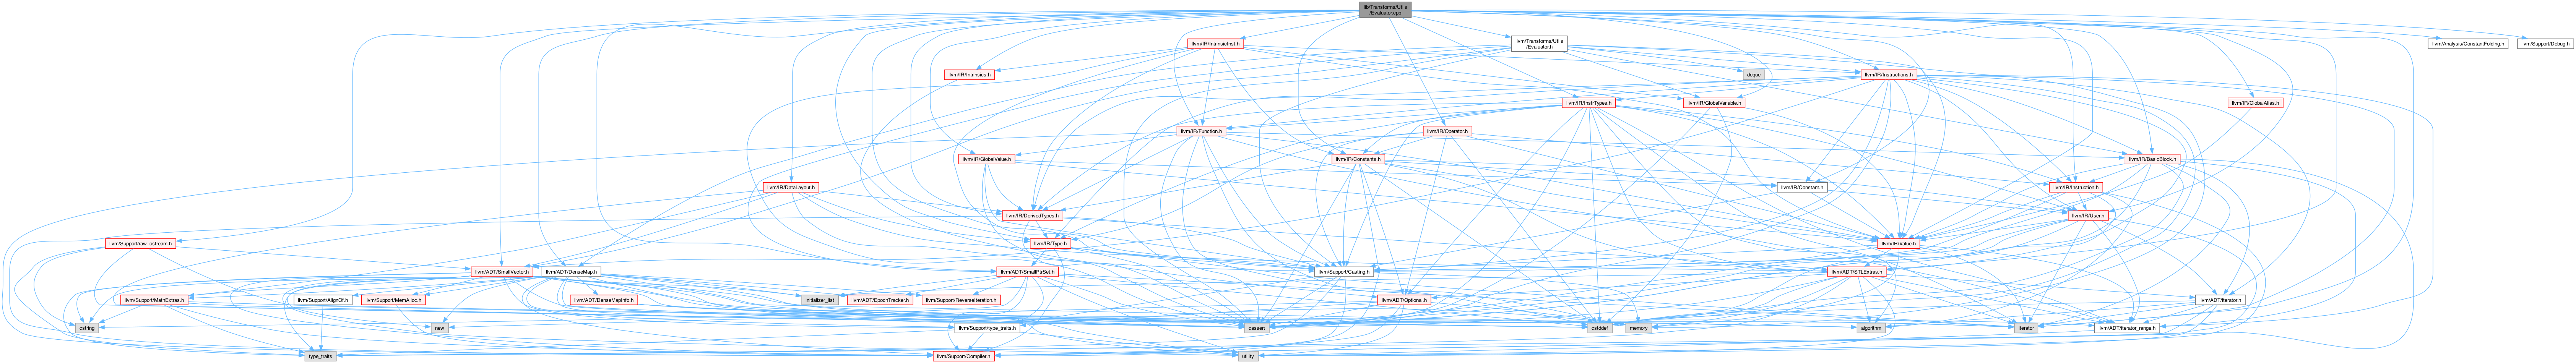 lib/Transforms/Utils
/Evaluator.cpp
llvm/IR/IntrinsicInst.h
llvm/Transforms/Utils
/Evaluator.h
llvm/Analysis/ConstantFolding.h
llvm/Support/Debug.h
llvm/IR/Intrinsics.h
deque
llvm/IR/Instructions.h
llvm/IR/InstrTypes.h
llvm/IR/GlobalVariable.h
llvm/IR/GlobalAlias.h
llvm/IR/Function.h
llvm/IR/Operator.h
llvm/IR/GlobalValue.h
llvm/IR/Constants.h
llvm/IR/BasicBlock.h
llvm/IR/DataLayout.h
llvm/IR/Constant.h
llvm/IR/Instruction.h
llvm/IR/DerivedTypes.h
llvm/IR/User.h
llvm/Support/raw_ostream.h
llvm/IR/Type.h
llvm/IR/Value.h
llvm/ADT/SmallVector.h
llvm/ADT/DenseMap.h
llvm/ADT/SmallPtrSet.h
llvm/Support/Casting.h
llvm/ADT/STLExtras.h
llvm/Support/MathExtras.h
llvm/Support/AlignOf.h
llvm/Support/MemAlloc.h
llvm/ADT/DenseMapInfo.h
initializer_list
llvm/ADT/EpochTracker.h
llvm/Support/ReverseIteration.h
llvm/ADT/Optional.h
llvm/ADT/iterator.h
cstring
new
llvm/Support/type_traits.h
cassert
cstddef
memory
algorithm
iterator
llvm/ADT/iterator_range.h
type_traits
llvm/Support/Compiler.h
utility